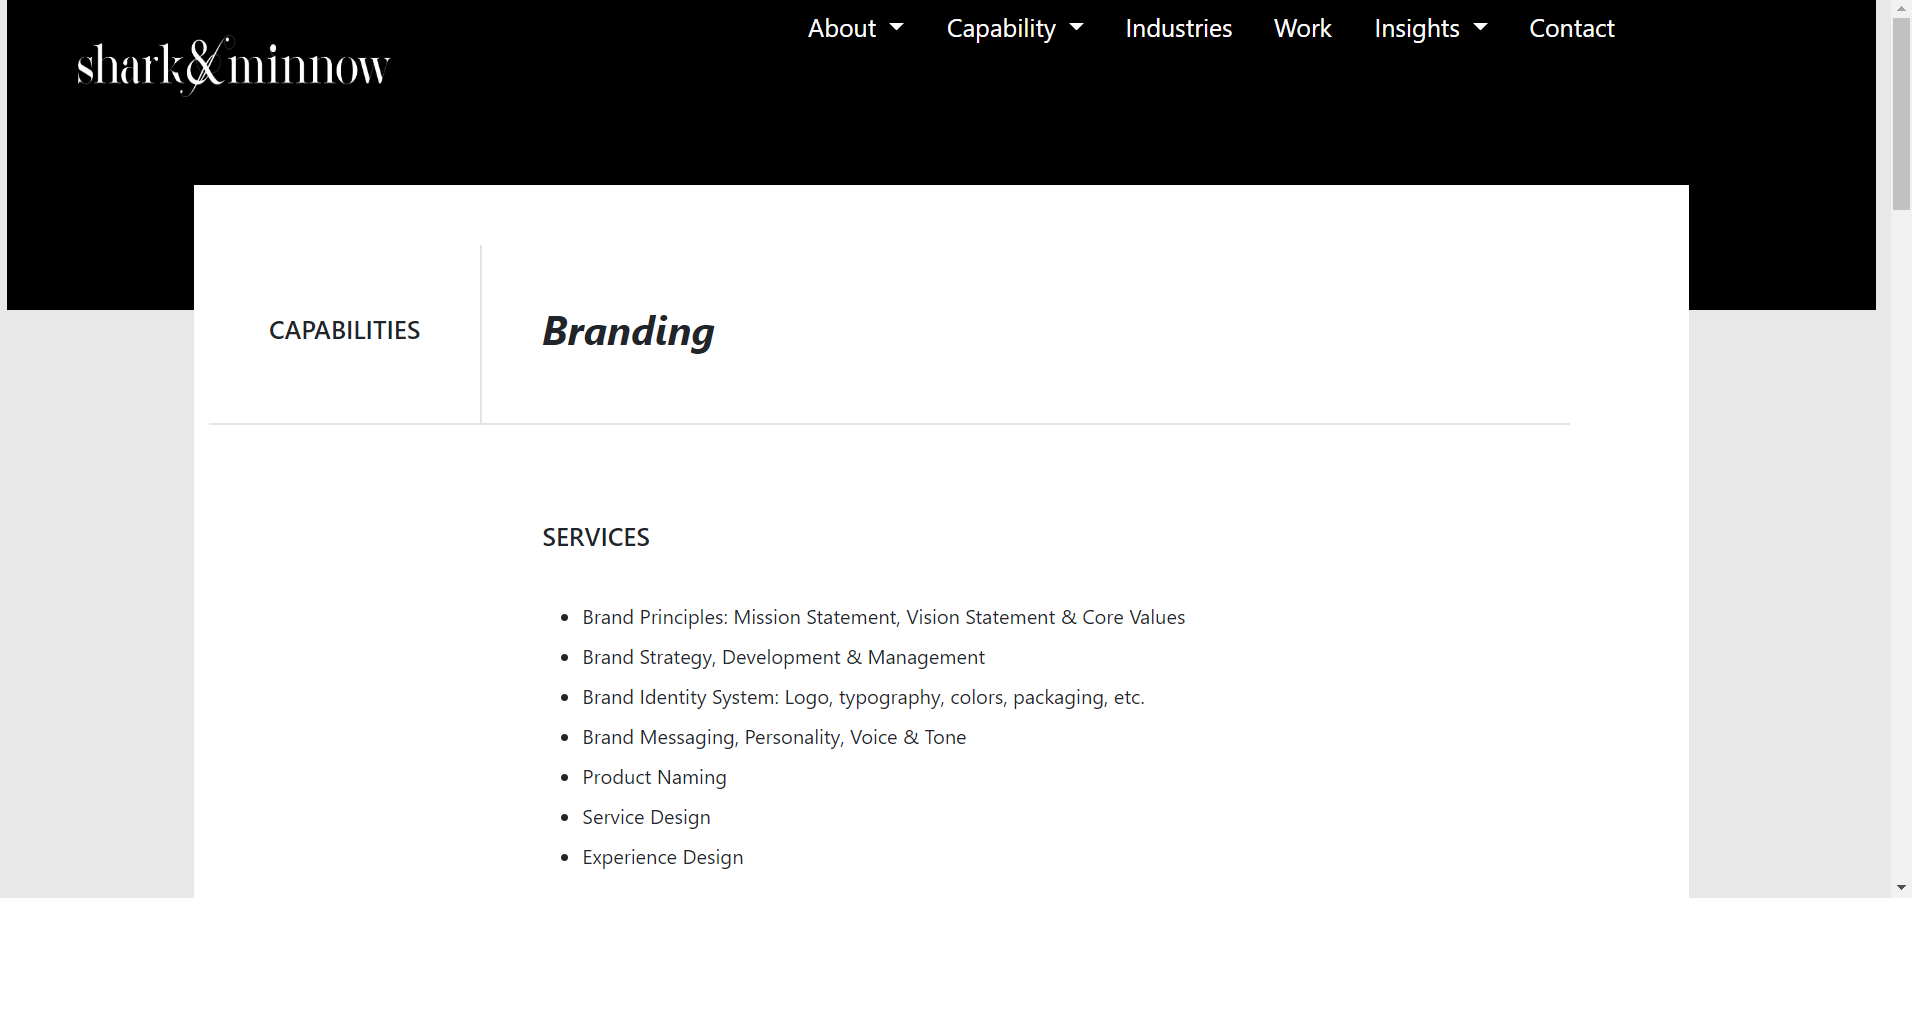 shark&minnow
About Capability Industries Work Insights Contact
CAPABILITIES
Branding
SERVICES
Brand Principles: Mission Statement, Vision Statement & Core Values
Brand Strategy, Development & Management
Brand Identity System: Logo, typography, colors, packaging, etc.
Brand Messaging, Personality, Voice & Tone
Product Naming
Service Design
Experience Design